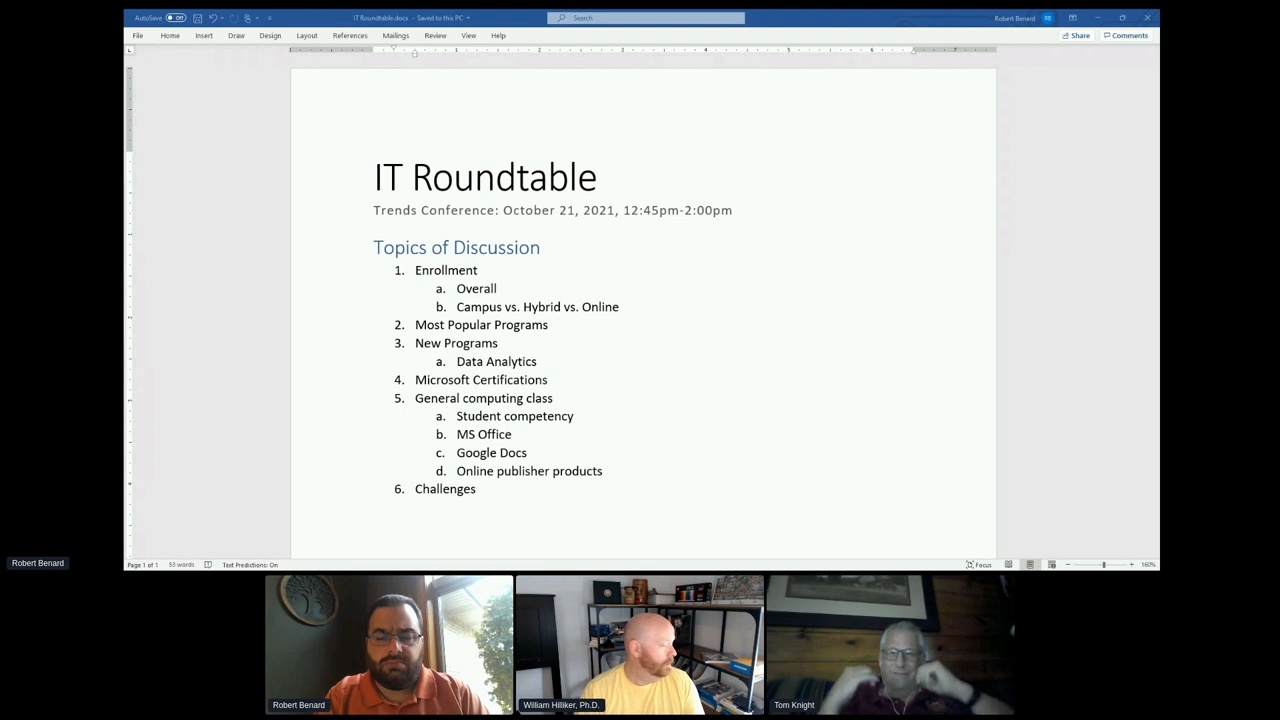 AutoSave Off
IT Roundtable.docx - Saved to this PC
Search
Robert Benard RB
File Home Insert Draw Design Layout References Mailings Review View Help
Share Comments
IT Roundtable
Trends Conference: October 21, 2021, 12:45pm-2:00pm
Topics of Discussion
1. Enrollment
a. Overall
b. Campus vs. Hybrid vs. Online
2. Most Popular Programs
3. New Programs
a. Data Analytics
4. Microsoft Certifications
5. General computing class
a. Student competency
b. MS Office
c. Google Docs
d. Online publisher products
6. Challenges
Robert Benard
Page 1 of 1 53 words Text Predictions: On Focus 160%
Robert Benard
William Hilliker, Ph.D.
Tom Knight